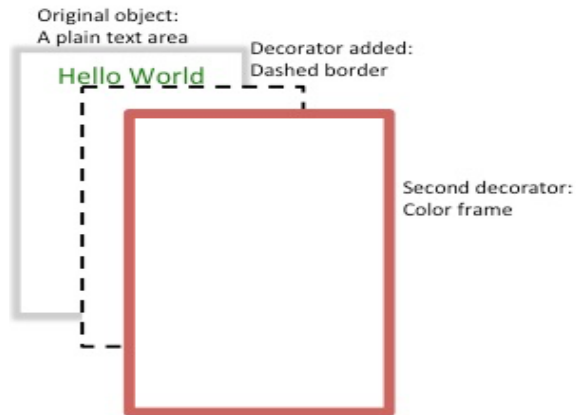 Original object:
A plain text area
Hello World
Decorator added:
Dashed border
Second decorator:
Color frame